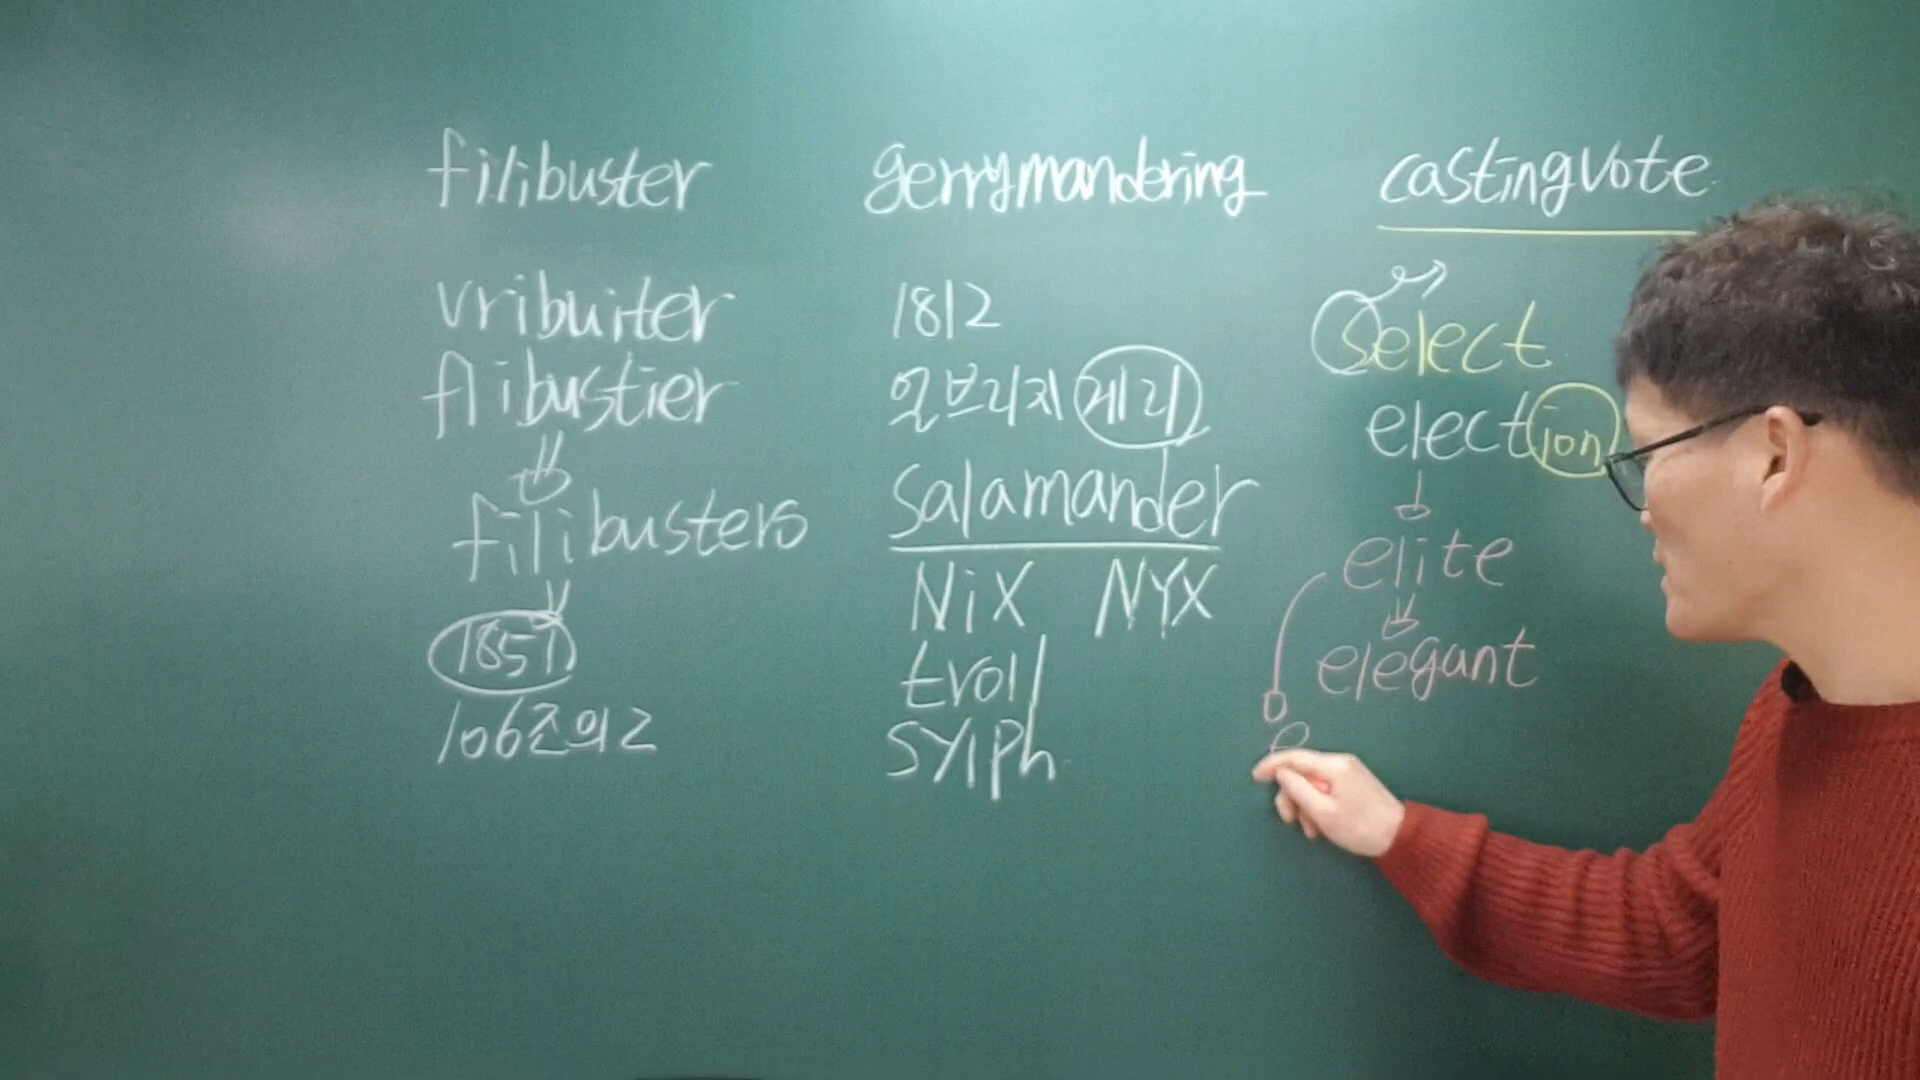 filibuster
vribuiter
flibustier
filibusters
1851
106조의 2
gerrymandering
1812
엘브리지 게리
salamander
NiX NYX
troll
sylph
casting vote
select
election
elite
elegant
e